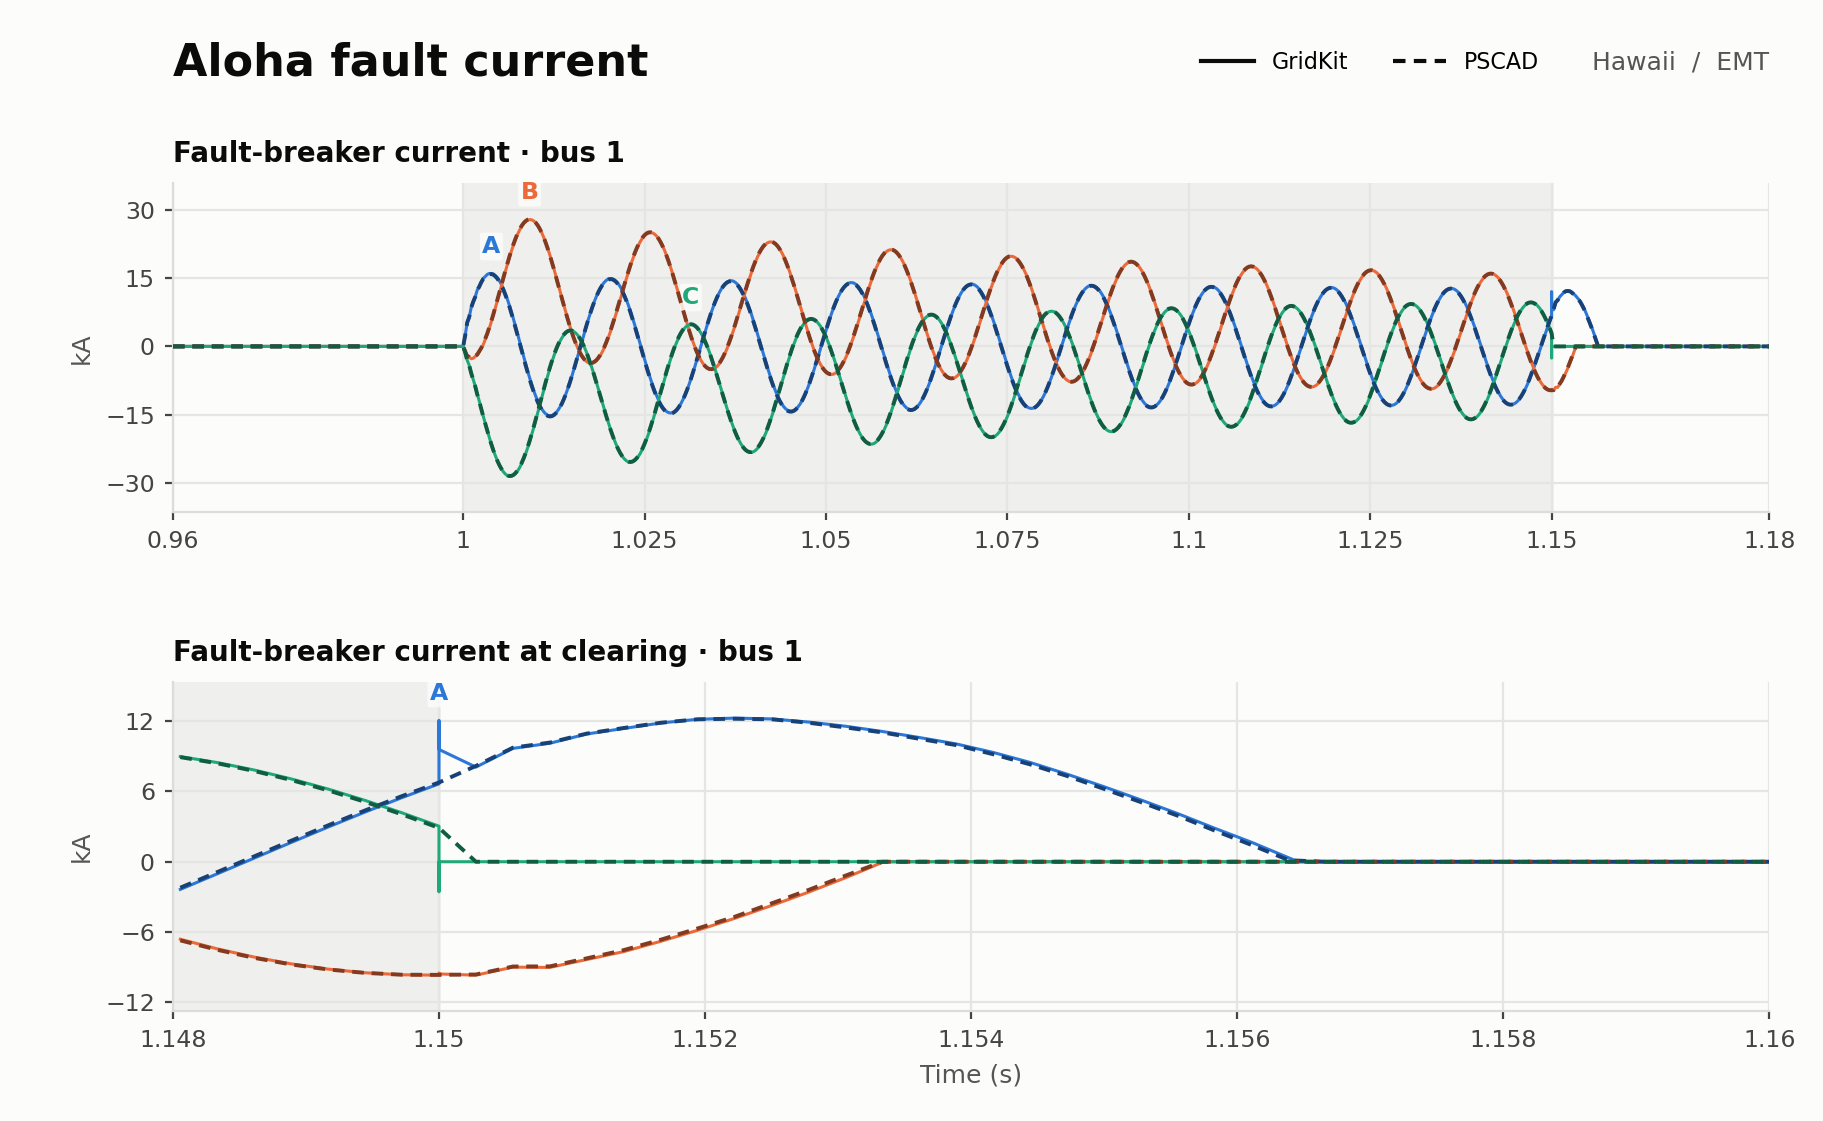 Aloha fault current
GridKit PSCAD Hawaii / EMT
Fault-breaker current · bus 1
B
A
C
30
15
0
−15
−30
kA
0.96 1 1.025 1.05 1.075 1.1 1.125 1.15 1.18
Fault-breaker current at clearing · bus 1
A
12
6
0
−6
−12
kA
1.148 1.15 1.152 1.154 1.156 1.158 1.16
Time (s)